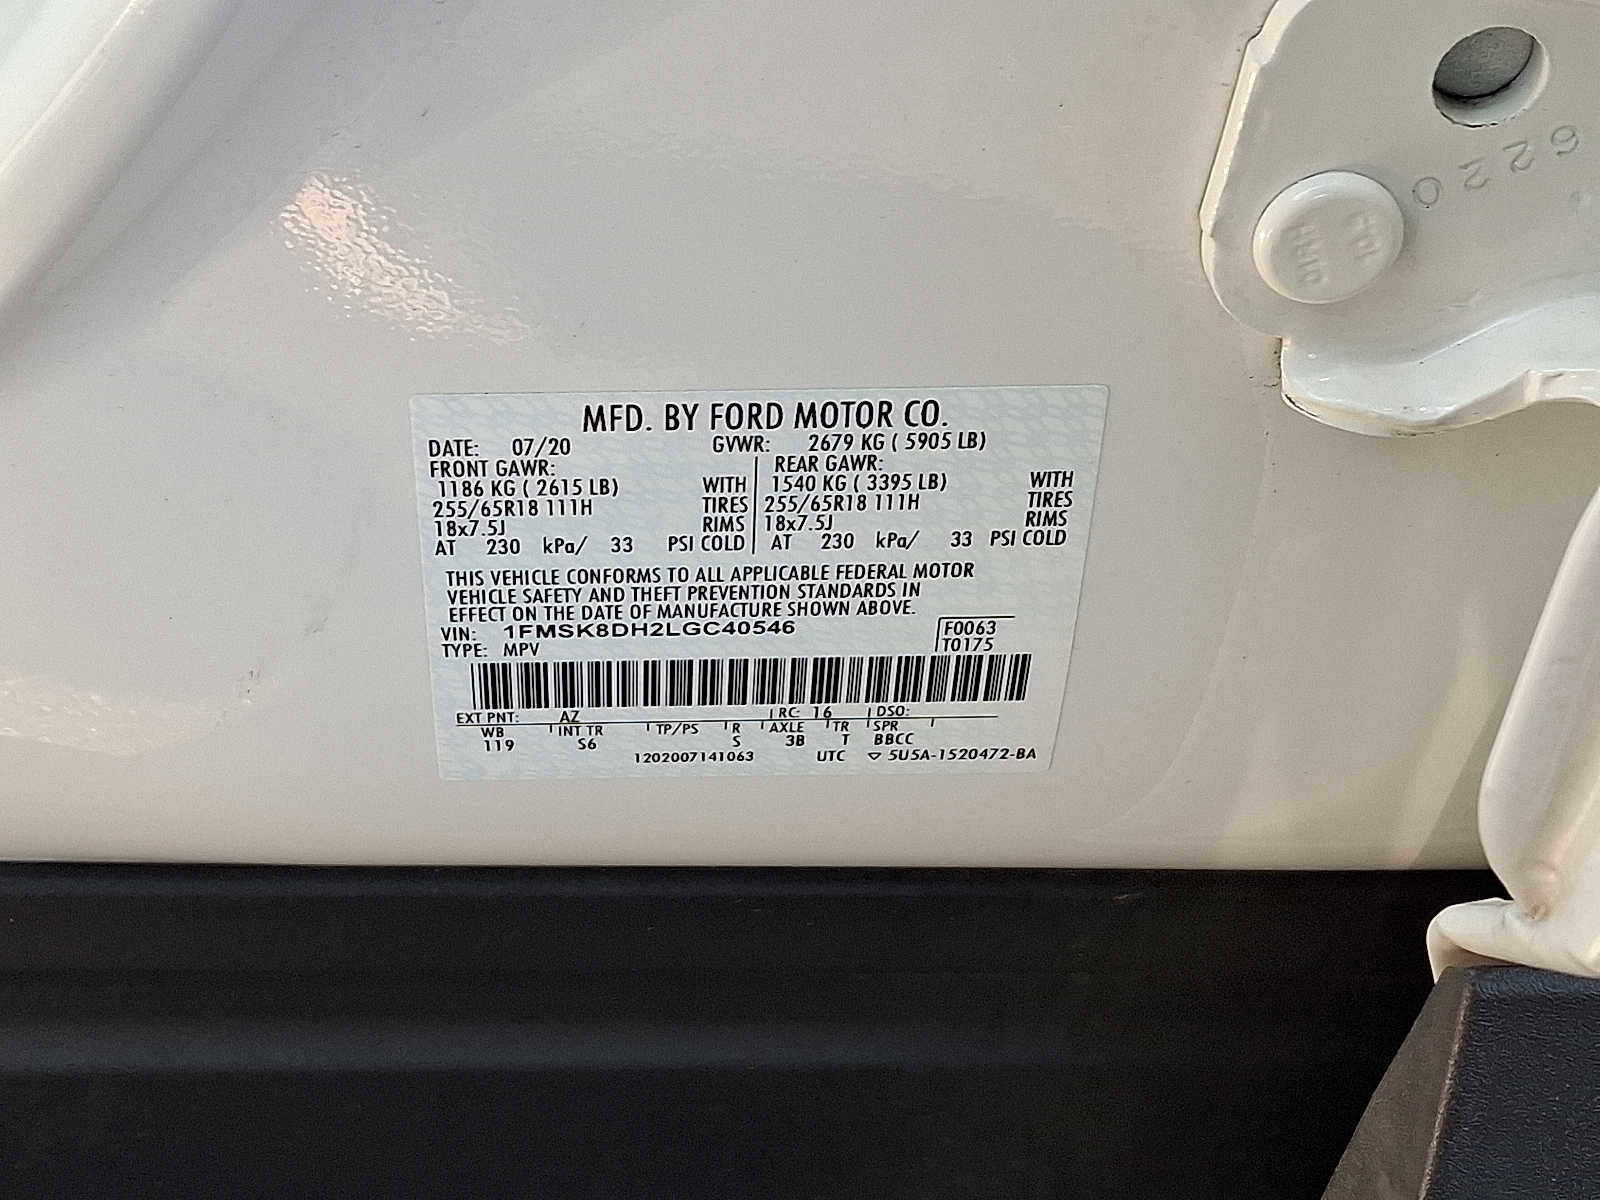 6220
MFD. BY FORD MOTOR CO.
DATE: 07/20 GVWR: 2679 KG ( 5905 LB)
FRONT GAWR: REAR GAWR:
1186 KG ( 2615 LB) WITH 1540 KG ( 3395 LB) WITH
255/65R18 111H TIRES 255/65R18 111H TIRES
18x7.5J RIMS 18x7.5J RIMS
AT 230 kPa/ 33 PSI COLD AT 230 kPa/ 33 PSI COLD
THIS VEHICLE CONFORMS TO ALL APPLICABLE FEDERAL MOTOR
VEHICLE SAFETY AND THEFT PREVENTION STANDARDS IN
EFFECT ON THE DATE OF MANUFACTURE SHOWN ABOVE.
VIN: 1FMSK8DH2LGC40546 F0063
TYPE: MPV T0175
EXT PNT: AZ RC: 16 DSO:
WB INT TR TP/PS R AXLE TR SPR
119 S6 S 3B T BBCC
1202007141063 UTC ▽ 5U5A-1520472-BA